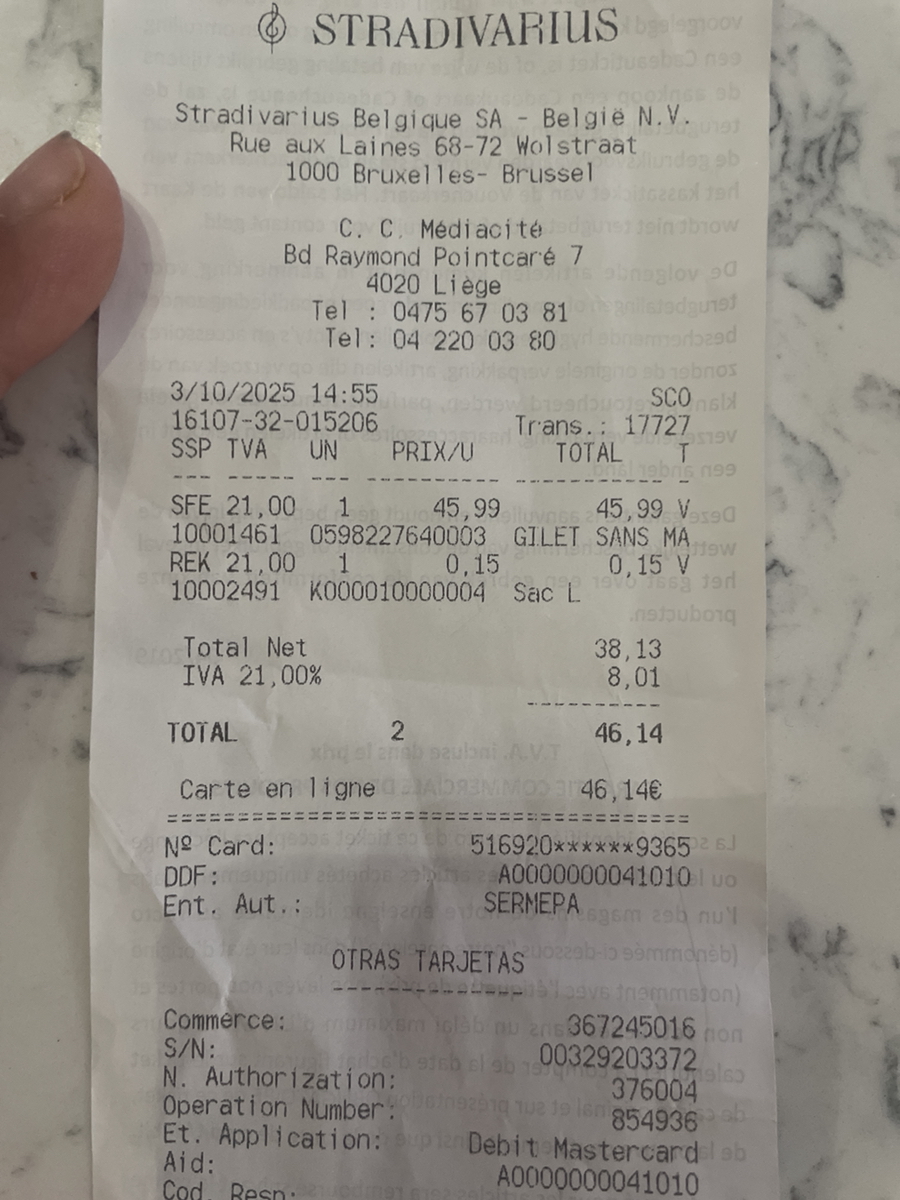 STRADIVARIUS
Stradivarius Belgique SA - België N.V.
Rue aux Laines 68-72 Wolstraat
1000 Bruxelles- Brussel
C. C. Médiacité
Bd Raymond Pointcaré 7
4020 Liège
Tel : 0475 67 03 81
Tel: 04 220 03 80
3/10/2025 14:55 SCO
16107-32-015206 Trans.: 17727
SSP TVA UN PRIX/U TOTAL T
--- ----- --- ---------- ----------- -
SFE 21,00 1 45,99 45,99 V
10001461 0598227640003 GILET SANS MA
REK 21,00 1 0,15 0,15 V
10002491 K000010000004 Sac L
Total Net 38,13
IVA 21,00% 8,01
----------
TOTAL 2 46,14
Carte en ligne 46,14€
========================================
Nº Card: 516920******9365
DDF: A0000000041010
Ent. Aut.: SERMEPA
OTRAS TARJETAS
--------------
Commerce: 367245016
S/N: 00329203372
N. Authorization: 376004
Operation Number: 854936
Et. Application: Debit Mastercard
Aid: A0000000041010
Cod. Resp: